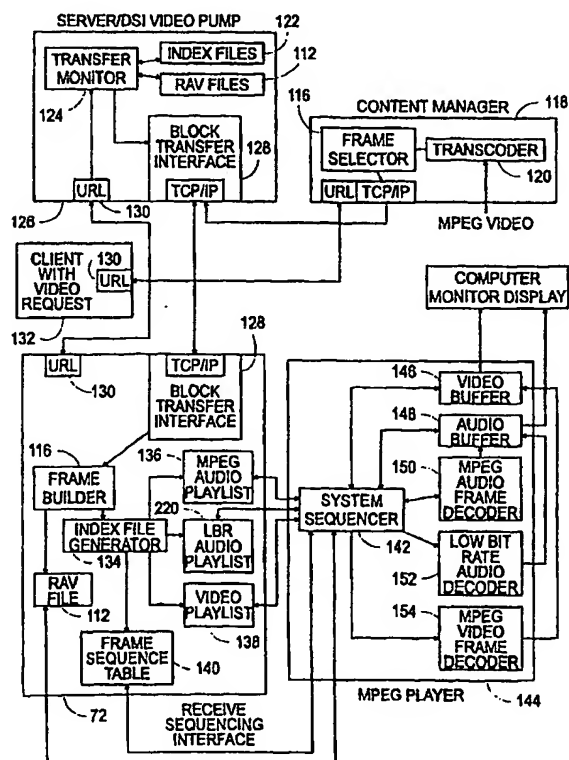 SERVER/DSI VIDEO PUMP
122
INDEX FILES
112
TRANSFER
MONITOR
RAV FILES
124
116
CONTENT MANAGER
118
FRAME
SELECTOR
TRANSCODER
120
BLOCK
TRANSFER
INTERFACE
128
TCP/IP
URL
URL
TCP/IP
126
130
MPEG VIDEO
CLIENT
WITH
VIDEO
REQUEST
130
URL
132
COMPUTER
MONITOR DISPLAY
URL
130
TCP/IP
BLOCK
TRANSFER
INTERFACE
128
146
VIDEO
BUFFER
148
AUDIO
BUFFER
116
FRAME
BUILDER
136
MPEG
AUDIO
PLAYLIST
150
MPEG
AUDIO
FRAME
DECODER
220
SYSTEM
SEQUENCER
142
INDEX FILE
GENERATOR
134
LBR
AUDIO
PLAYLIST
LOW BIT
RATE
AUDIO
DECODER
152
RAV
FILE
112
VIDEO
PLAYLIST
138
154
MPEG
VIDEO
FRAME
DECODER
FRAME
SEQUENCE
TABLE
140
72
RECEIVE
SEQUENCING
INTERFACE
MPEG PLAYER
144